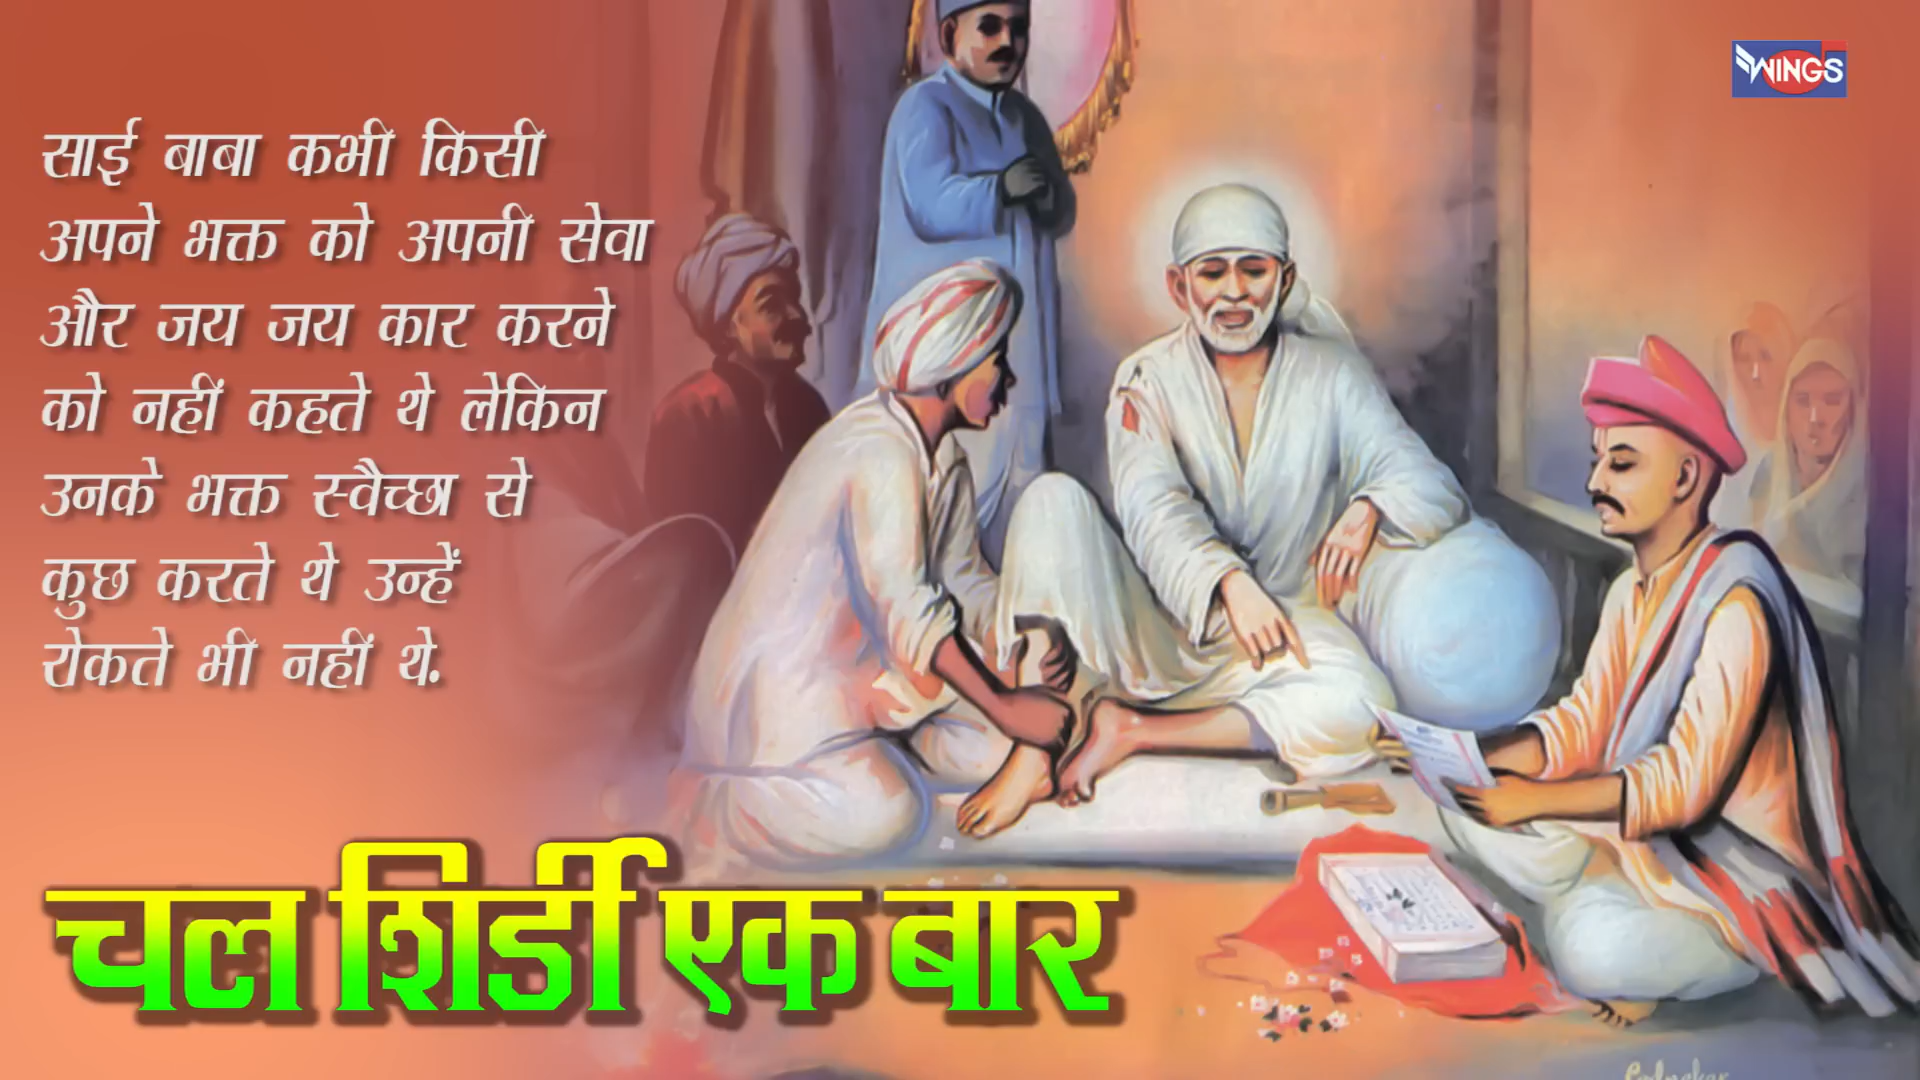 साई बाबा कभी किसी
अपने भक्त को अपनी सेवा
और जय जय कार करने
को नहीं कहते थे लेकिन
उनके भक्त स्वैच्छा से
कुछ करते थे उन्हें
रोकते भी नहीं थे.
चल शिर्डी एक बार
WINGS